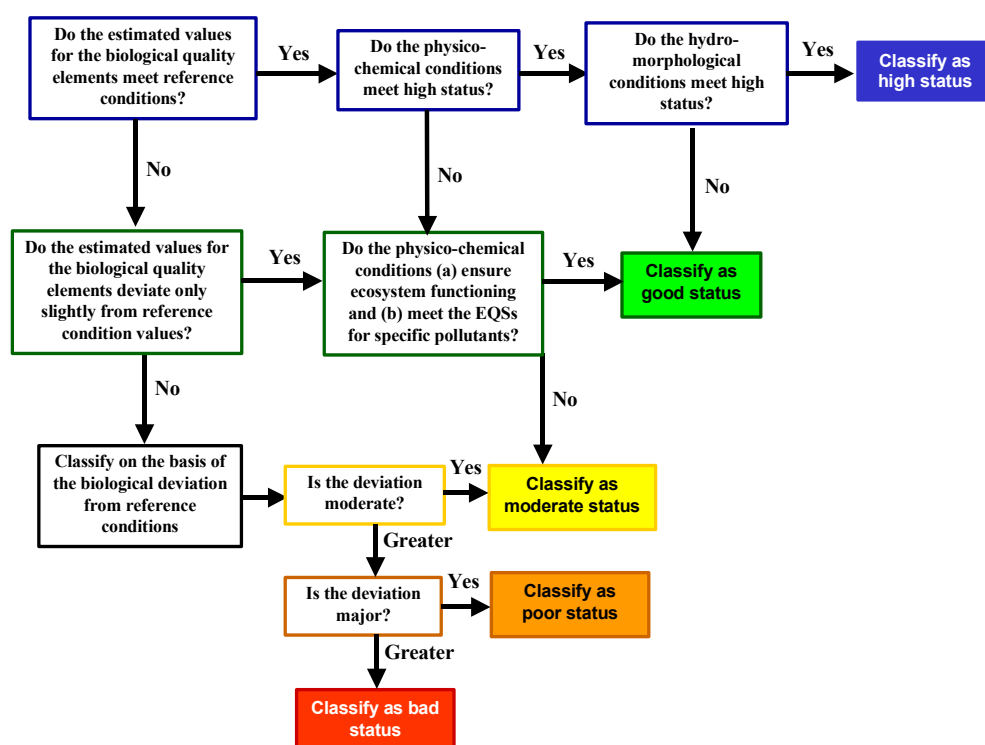 Do the estimated values
for the biological quality
elements meet reference
conditions?
Yes
Do the physico-
chemical conditions
meet high status?
Yes
Do the hydro-
morphological
conditions meet high
status?
Yes
Classify as
high status
No
No
No
Do the estimated values for
the biological quality
elements deviate only
slightly from reference
condition values?
Yes
Do the physico-chemical
conditions (a) ensure
ecosystem functioning
and (b) meet the EQSs
for specific pollutants?
Yes
Classify as
good status
No
No
Classify on the basis of
the biological deviation
from reference
conditions
Is the deviation
moderate?
Yes
Classify as
moderate status
Greater
Is the deviation
major?
Yes
Classify as
poor status
Greater
Classify as bad
status